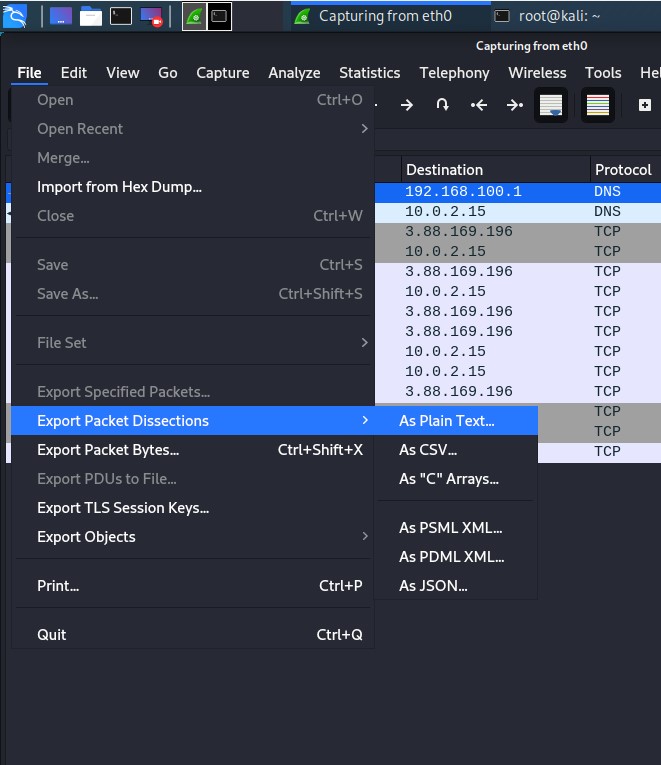 Capturing from eth0
root@kali: ~
Capturing from eth0
File Edit View Go Capture Analyze Statistics Telephony Wireless Tools Hel
Open Ctrl+O
Open Recent
Merge...
Import from Hex Dump...
Close Ctrl+W
Save Ctrl+S
Save As... Ctrl+Shift+S
File Set
Export Specified Packets...
Export Packet Dissections
Export Packet Bytes... Ctrl+Shift+X
Export PDUs to File...
Export TLS Session Keys...
Export Objects
Print... Ctrl+P
Quit Ctrl+Q
As Plain Text...
As CSV...
As "C" Arrays...
As PSML XML...
As PDML XML...
As JSON...
Destination Protocol
192.168.100.1 DNS
10.0.2.15 DNS
3.88.169.196 TCP
10.0.2.15 TCP
3.88.169.196 TCP
10.0.2.15 TCP
3.88.169.196 TCP
3.88.169.196 TCP
10.0.2.15 TCP
10.0.2.15 TCP
3.88.169.196 TCP
TCP
TCP
TCP